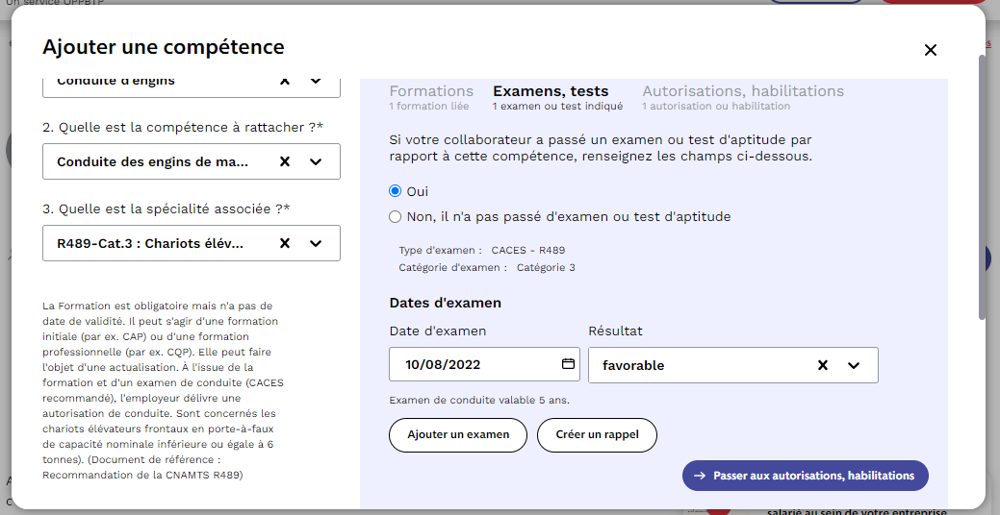 Un service OPPBTP
Ajouter une compétence
Conduite d'engins
2. Quelle est la compétence à rattacher ?*
Conduite des engins de ma...
3. Quelle est la spécialité associée ?*
R489-Cat.3 : Chariots élév...
La Formation est obligatoire mais n'a pas de
date de validité. Il peut s'agir d'une formation
initiale (par ex. CAP) ou d'une formation
professionnelle (par ex. CQP). Elle peut faire
l'objet d'une actualisation. À l'issue de la
formation et d'un examen de conduite (CACES
recommandé), l'employeur délivre une
autorisation de conduite. Sont concernés les
chariots élévateurs frontaux en porte-à-faux
de capacité nominale inférieure ou égale à 6
tonnes). (Document de référence :
Recommandation de la CNAMTS R489)
Formations Examens, tests Autorisations, habilitations
1 formation liée 1 examen ou test indiqué 1 autorisation ou habilitation
Si votre collaborateur a passé un examen ou test d'aptitude par
rapport à cette compétence, renseignez les champs ci-dessous.
Oui
Non, il n'a pas passé d'examen ou test d'aptitude
Type d'examen : CACES - R489
Catégorie d'examen : Catégorie 3
Dates d'examen
Date d'examen Résultat
10/08/2022 favorable
Examen de conduite valable 5 ans.
Ajouter un examen Créer un rappel
Passer aux autorisations, habilitations
salarié au sein de votre entreprise